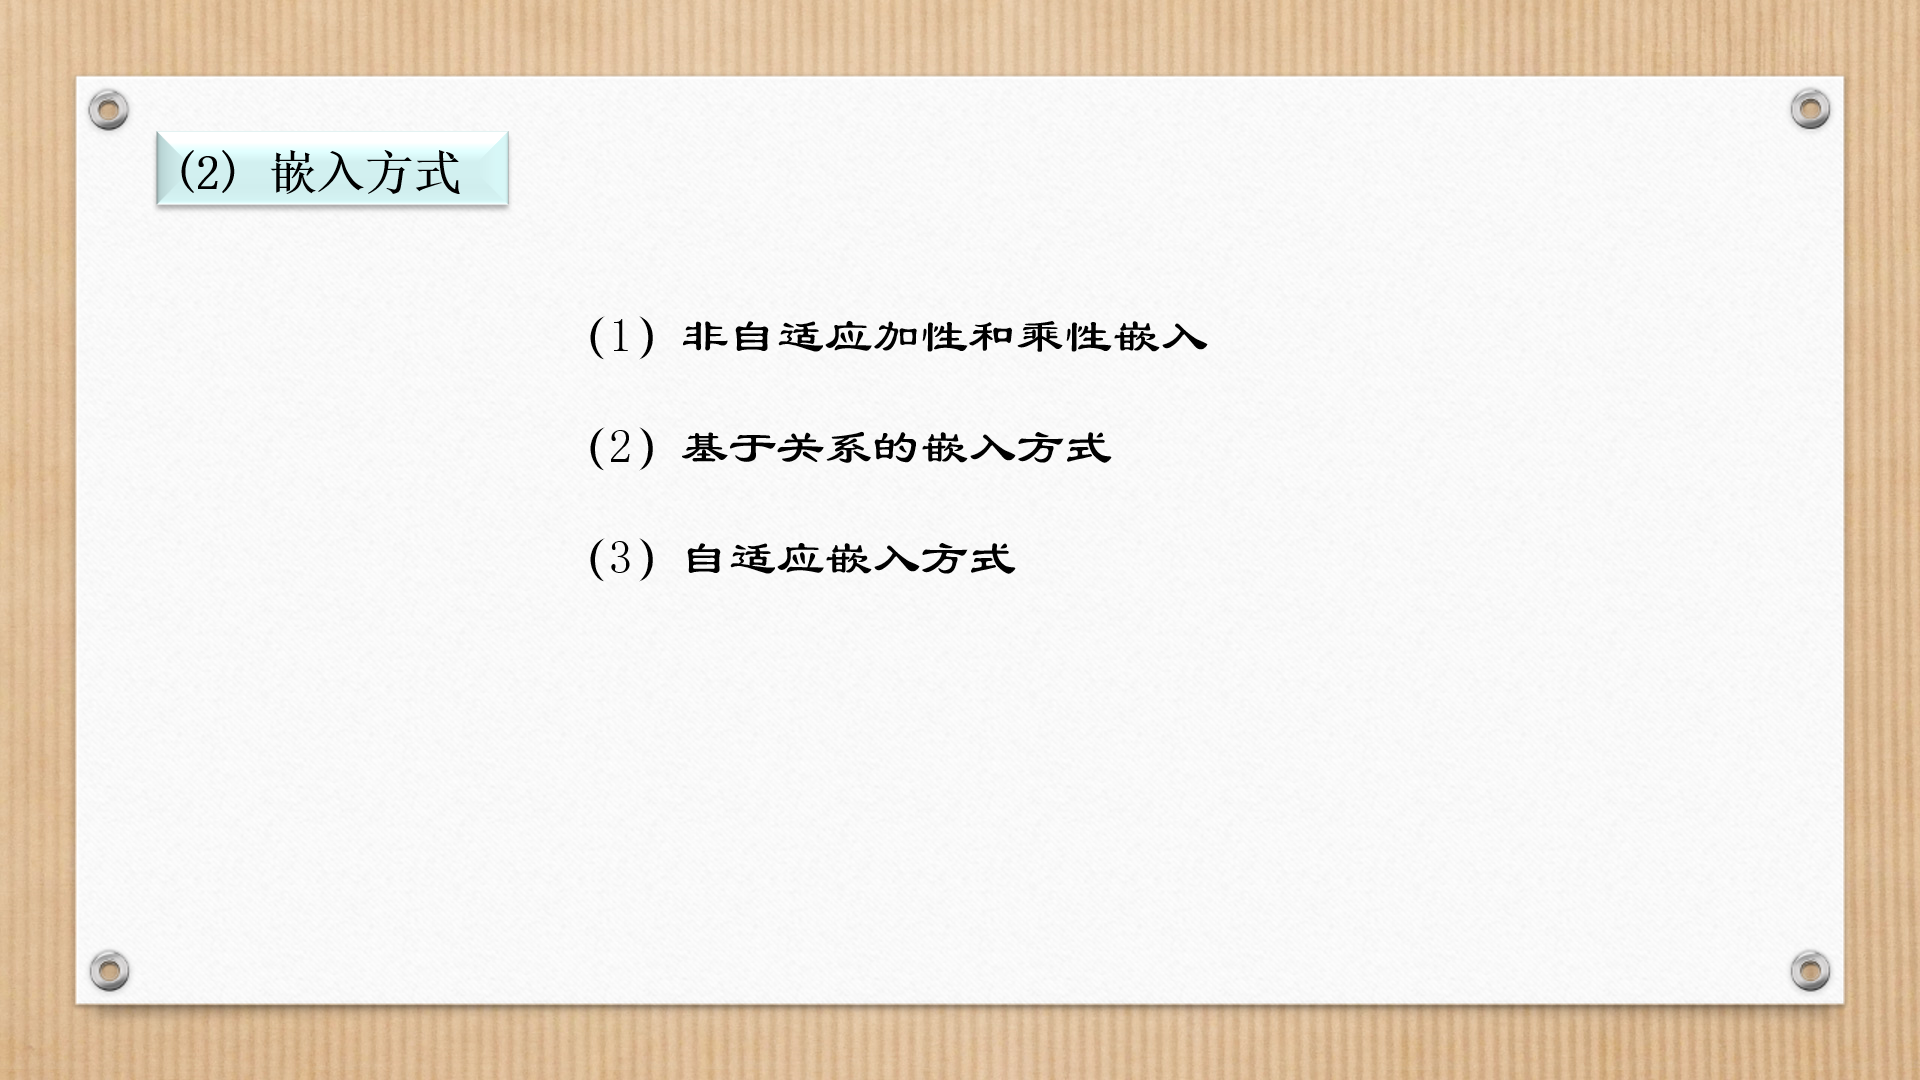 (2) 嵌入方式
(1) 非自适应加性和乘性嵌入
(2) 基于关系的嵌入方式
(3) 自适应嵌入方式